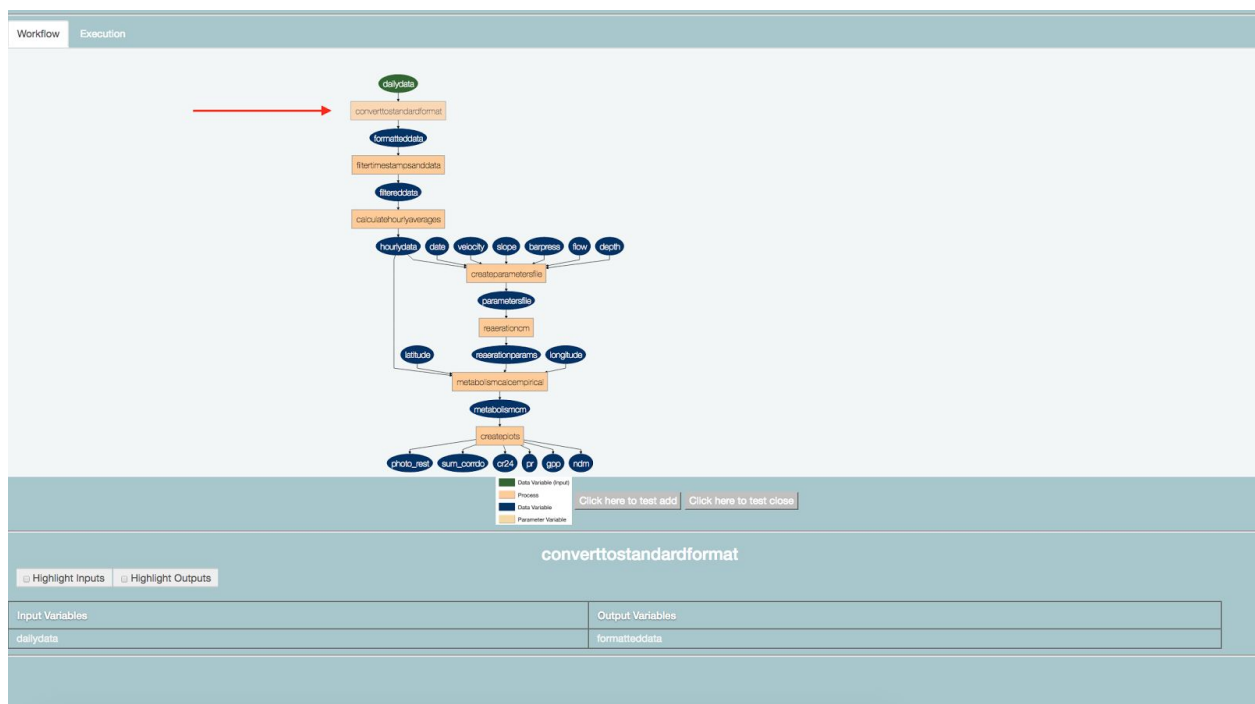 Workflow Execution
dailydata
converttostandardformat
formatteddata
filtertimestampsanddata
filtereddata
calculatehourlyaverages
hourlydata date velocity slope barpress flow depth
createparametersfile
parametersfile
reaerationcm
latitude reaerationparams longitude
metabolismcalcempirical
metabolismcm
createplots
photo_rest sum_corrdo cr24 pr gpp ndm
Data Variable (Input)
Process
Data Variable
Parameter Variable
Click here to test add Click here to test close
converttostandardformat
Highlight Inputs Highlight Outputs
Input Variables Output Variables
dailydata formatteddata